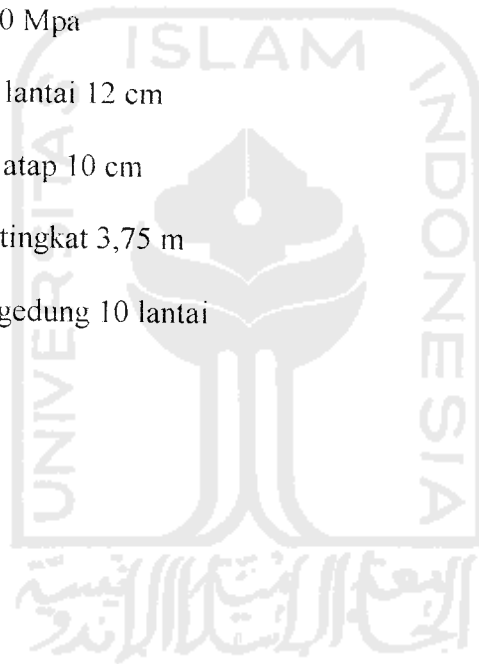 0 Mpa
ISLAM
lantai 12 cm
atap 10 cm
tingkat 3,75 m
gedung 10 lantai
UNIVERSITAS
INDONESIA